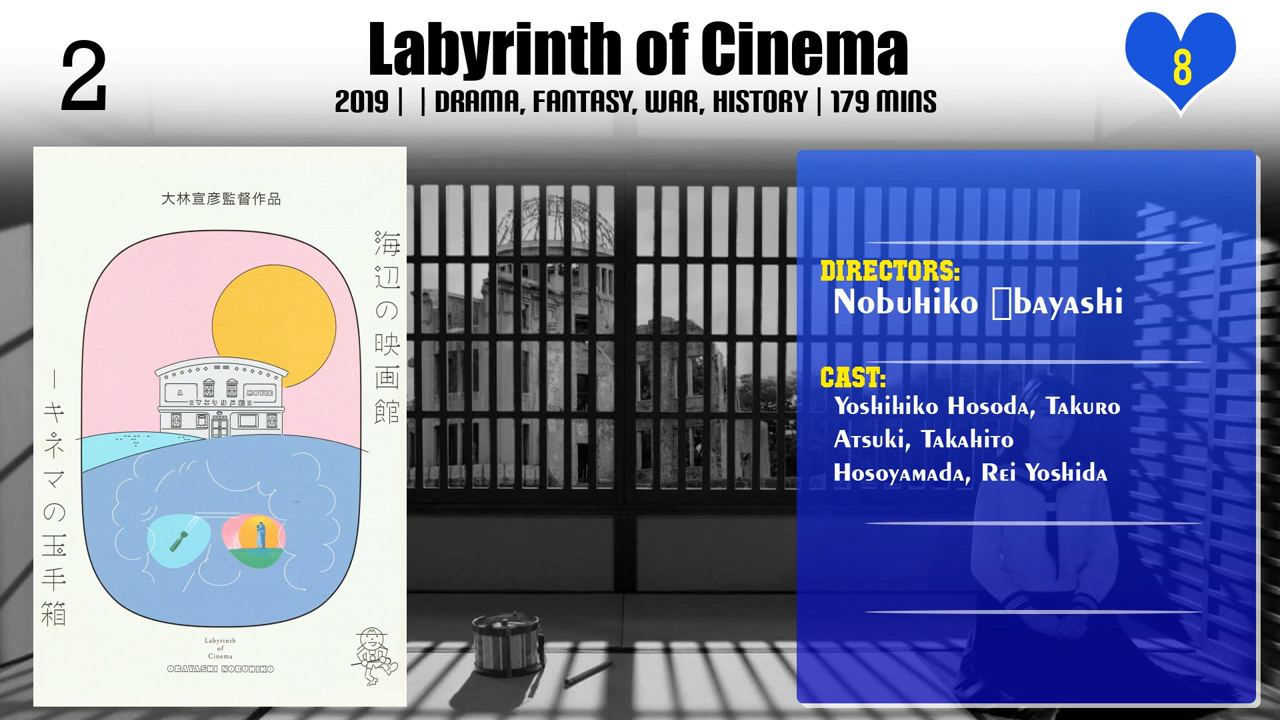 2
Labyrinth of Cinema
8
2019 | | DRAMA, FANTASY, WAR, HISTORY | 179 MINS
大林宣彦監督作品
海辺の映画館
ーキネマの玉手箱
A MOVIE
Labyrinth
of
Cinema
OBAYASHI NOBUHIKO
DIRECTORS:
Nobuhiko □bayashi
CAST:
Yoshihiko Hosoda, Takuro
Atsuki, Takahito
Hosoyamada, Rei Yoshida